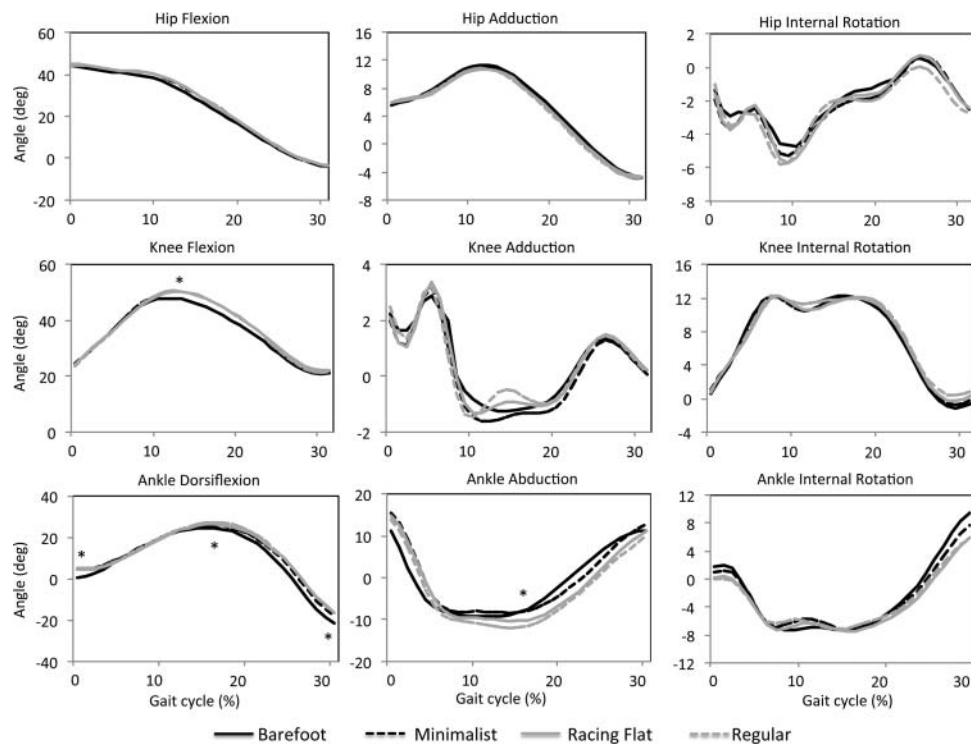 Hip Flexion
Hip Adduction
Hip Internal Rotation
60
40
20
0
-20
Angle (deg)
0 10 20 30
16
12
8
4
0
-4
-8
0 10 20 30
2
0
-2
-4
-6
-8
0 10 20 30
Knee Flexion
Knee Adduction
Knee Internal Rotation
60
40
20
0
Angle (deg)
*
0 10 20 30
4
2
0
-2
0 10 20 30
16
12
8
4
0
-4
0 10 20 30
Ankle Dorsiflexion
Ankle Abduction
Ankle Internal Rotation
40
20
0
-20
-40
Angle (deg)
*
*
*
0 10 20 30
Gait cycle (%)
20
10
0
-10
-20
*
0 10 20 30
Gait cycle (%)
12
8
4
0
-4
-8
-12
0 10 20 30
Gait cycle (%)
Barefoot Minimalist Racing Flat Regular